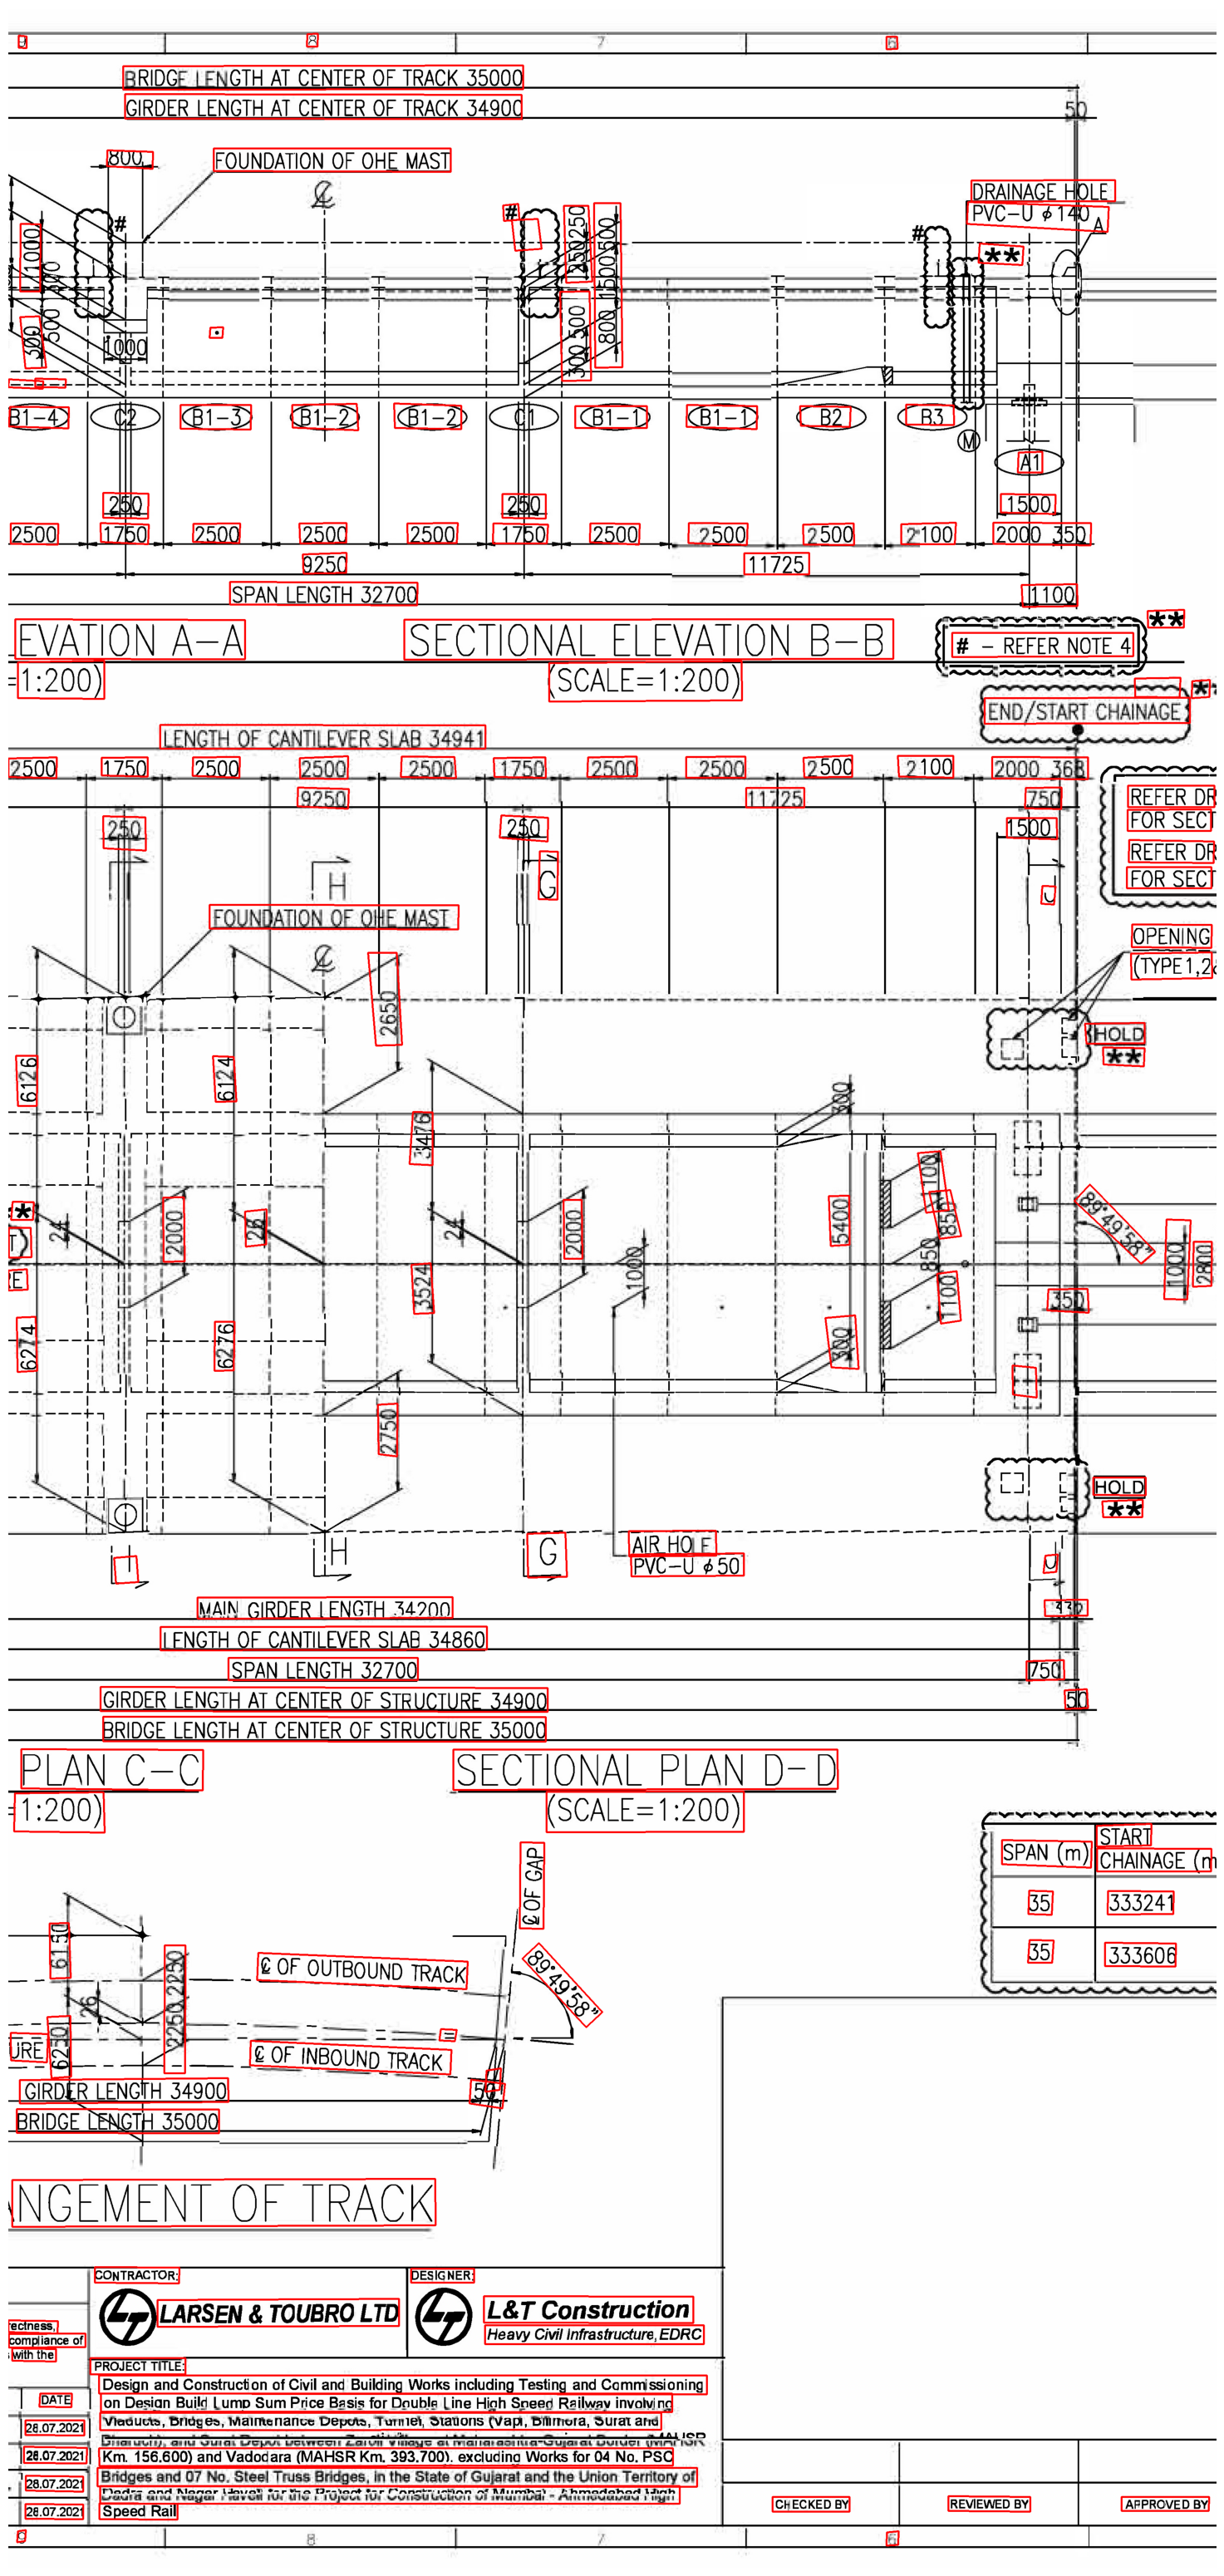 9 8 7 6
BRIDGE LENGTH AT CENTER OF TRACK 35000
GIRDER LENGTH AT CENTER OF TRACK 34900
50
800
FOUNDATION OF OHE MAST
DRAINAGE HOLE
PVC-U ϕ140
A
# # #
**
1000
500
300
1000
250
250
1500
500
300
500
800
B1-4 C2 B1-3 B1-2 B1-2 C1 B1-1 B1-1 B2 B3
M
A1
250 250 1500
2500 1750 2500 2500 2500 1750 2500 2500 2500 2100 2000 350
9250 11725
SPAN LENGTH 32700
1100
EVATION A-A SECTIONAL ELEVATION B-B
**
# - REFER NOTE 4
=1:200) (SCALE=1:200)
END/START CHAINAGE
LENGTH OF CANTILEVER SLAB 34941
2500 1750 2500 2500 2500 1750 2500 2500 2500 2100 2000 368
9250 11725 750
REFER DR
FOR SECT
REFER DR
FOR SECT
250 250 1500
H G J
FOUNDATION OF OHE MAST
OPENING
(TYPE1,2
2650
HOLD
**
6126
6124
3476
300
1100
850
24
2000
26
24
2000
1000
5400
850
1100
89°49'58"
1000
2800
350
3524
6274
6276
300
2750
HOLD
**
I H G J
AIR HOLE
PVC-U ϕ50
MAIN GIRDER LENGTH 34200
LENGTH OF CANTILEVER SLAB 34860
SPAN LENGTH 32700
750
GIRDER LENGTH AT CENTER OF STRUCTURE 34900
50
BRIDGE LENGTH AT CENTER OF STRUCTURE 35000
PLAN C-C SECTIONAL PLAN D-D
=1:200) (SCALE=1:200)
SPAN (m) START
CHAINAGE (m
35 333241
35 333606
℄ OF GAP
6150
2250
2250
26
6250
℄ OF OUTBOUND TRACK
89°49'58"
URE
℄ OF INBOUND TRACK
GIRDER LENGTH 34900
50
BRIDGE LENGTH 35000
NGEMENT OF TRACK
CONTRACTOR: DESIGNER:
LARSEN & TOUBRO LTD
L&T Construction
Heavy Civil Infrastructure, EDRC
rectness,
compliance of
with the
PROJECT TITLE:
Design and Construction of Civil and Building Works including Testing and Commissioning
on Design Build Lump Sum Price Basis for Double Line High Speed Railway involving
Viaducts, Bridges, Maintenance Depots, Tunnel, Stations (Vapi, Bilimora, Surat and
Bharuch), and Surat Depot between Zaroli Village at Maharashtra-Gujarat Border (MAHSR
Km. 156.600) and Vadodara (MAHSR Km. 393.700). excluding Works for 04 No. PSC
Bridges and 07 No. Steel Truss Bridges, in the State of Gujarat and the Union Territory of
Dadra and Nagar Haveli for the Project for Construction of Mumbai - Ahmedabad High
Speed Rail
DATE
28.07.2021
28.07.2021
28.07.2021
28.07.2021
CHECKED BY REVIEWED BY APPROVED BY
9 8 7 6